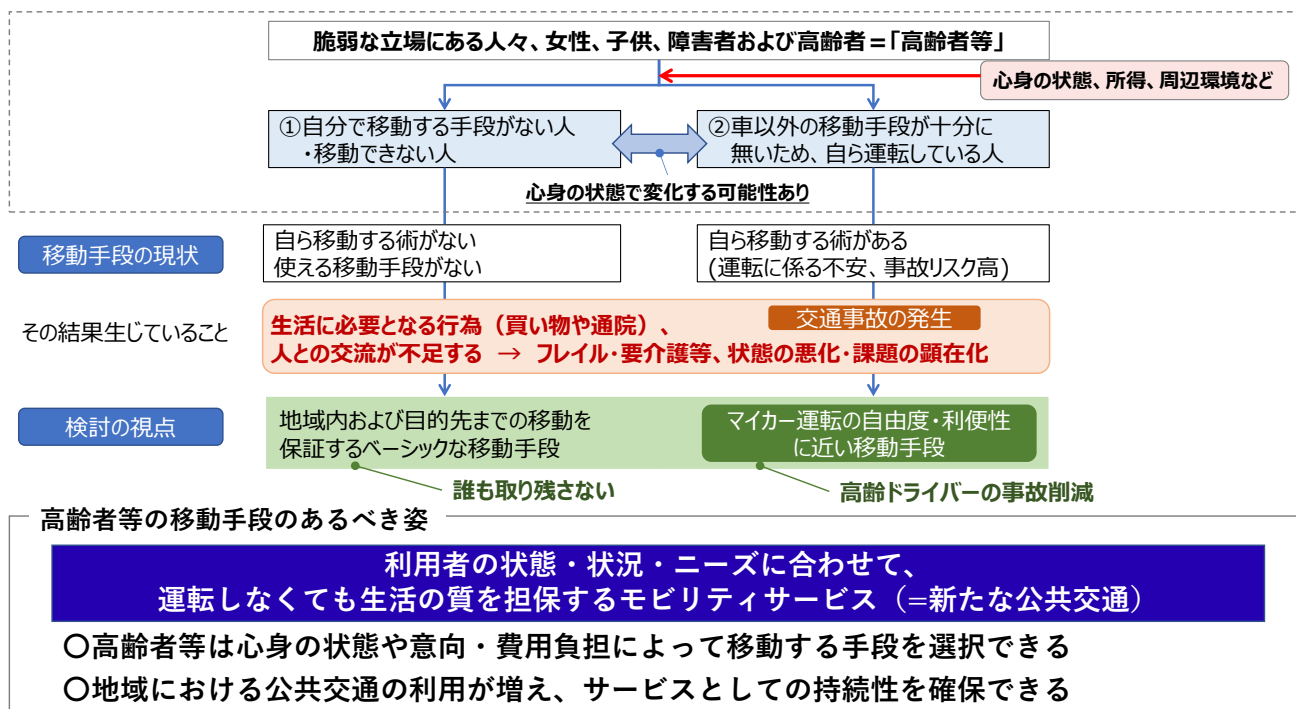 脆弱な立場にある人々、女性、子供、障害者および高齢者＝「高齢者等」
心身の状態、所得、周辺環境など
①自分で移動する手段がない人
・移動できない人
②車以外の移動手段が十分に
無いため、自ら運転している人
心身の状態で変化する可能性あり
移動手段の現状
自ら移動する術がない
使える移動手段がない
自ら移動する術がある
(運転に係る不安、事故リスク高)
その結果生じていること
生活に必要となる行為（買い物や通院）、
交通事故の発生
人との交流が不足する → フレイル・要介護等、状態の悪化・課題の顕在化
検討の視点
地域内および目的先までの移動を
保証するベーシックな移動手段
マイカー運転の自由度・利便性
に近い移動手段
誰も取り残さない
高齢ドライバーの事故削減
高齢者等の移動手段のあるべき姿
利用者の状態・状況・ニーズに合わせて、
運転しなくても生活の質を担保するモビリティサービス（=新たな公共交通）
〇高齢者等は心身の状態や意向・費用負担によって移動する手段を選択できる
〇地域における公共交通の利用が増え、サービスとしての持続性を確保できる